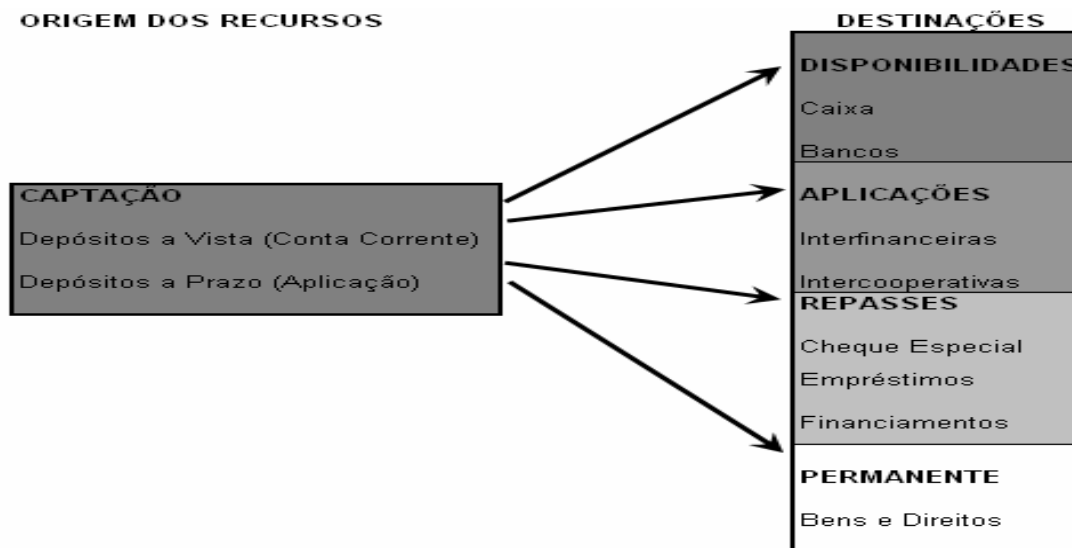 ORIGEM DOS RECURSOS
DESTINAÇÕES
CAPTAÇÃO
Depósitos a Vista (Conta Corrente)
Depósitos a Prazo (Aplicação)
DISPONIBILIDADES
Caixa
Bancos
APLICAÇÕES
Interfinanceiras
Intercooperativas
REPASSES
Cheque Especial
Empréstimos
Financiamentos
PERMANENTE
Bens e Direitos